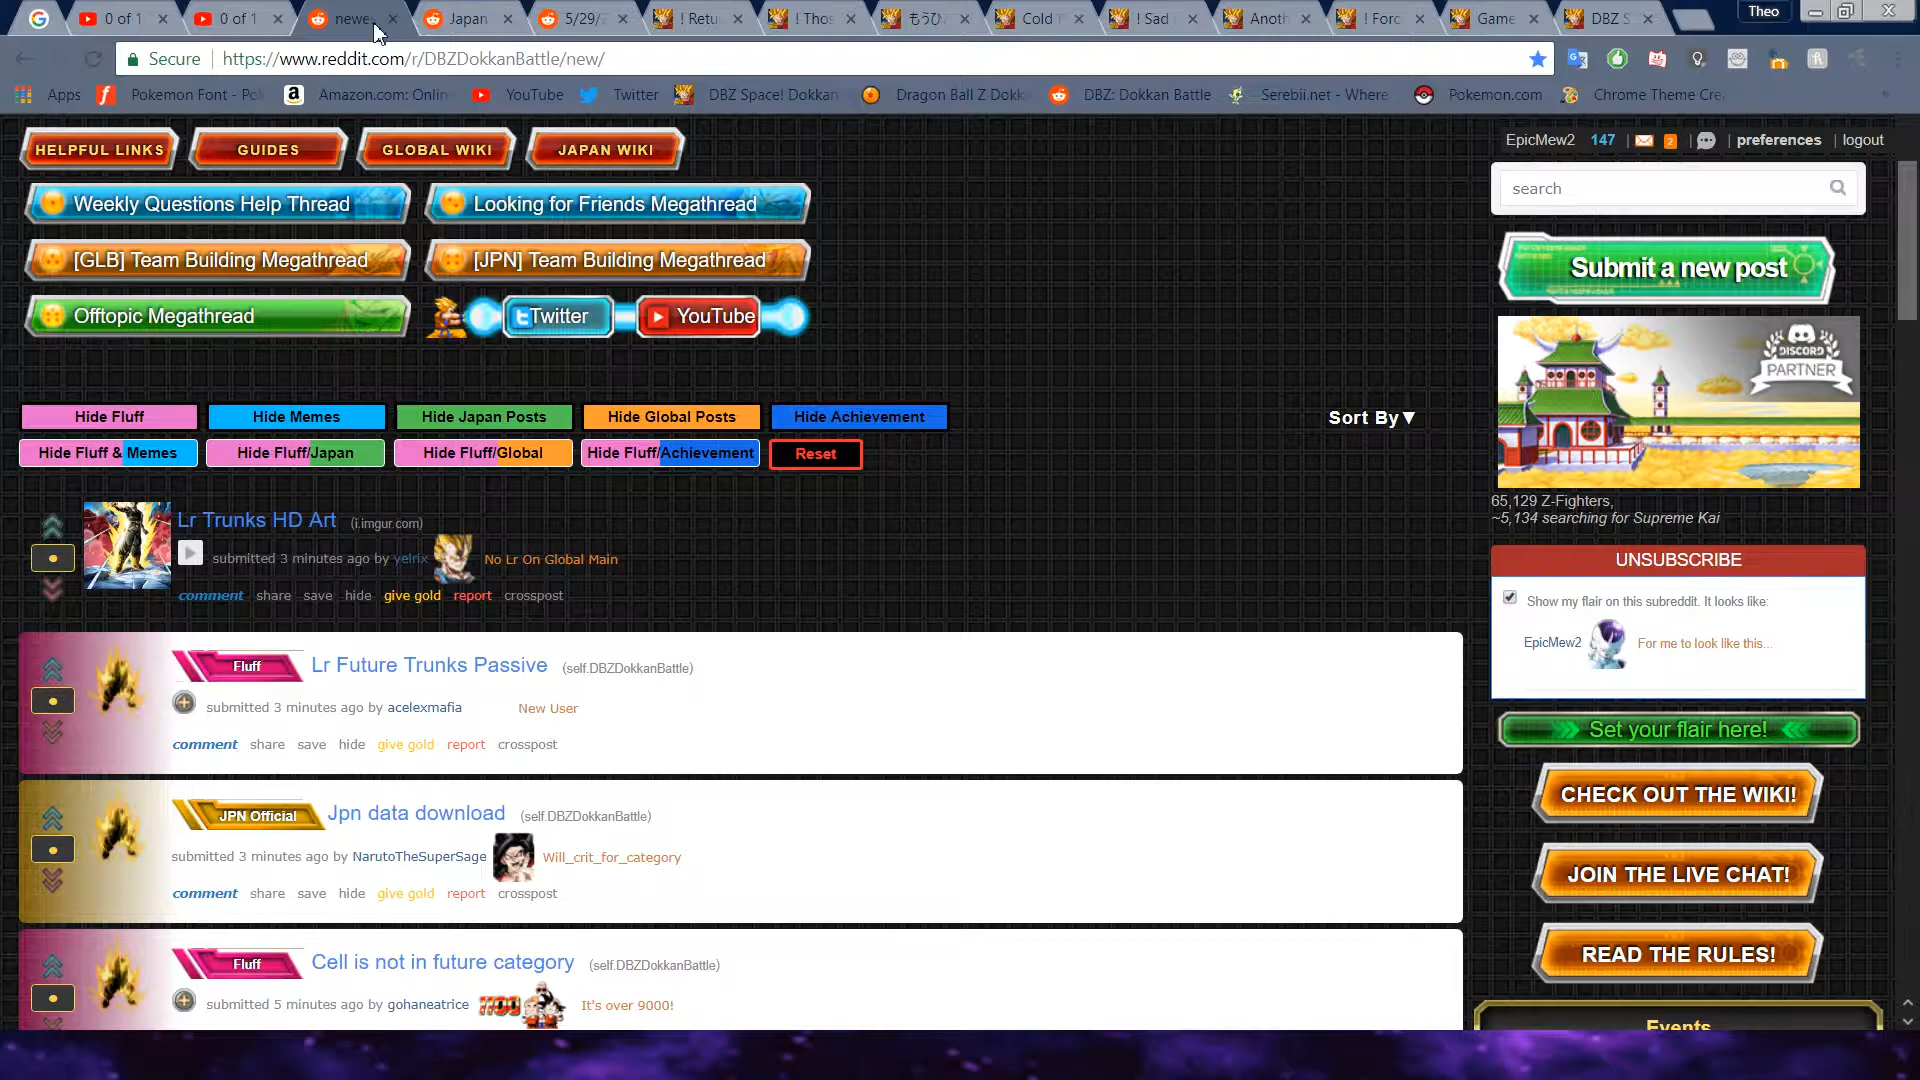 0 of 1
0 of 1
newe
Japan
5/29/
! Retu
! Thos
もうひ
Cold T
! Sad
Anoth
! Forc
Game
DBZ S
Theo
Secure
https://www.reddit.com/r/DBZDokkanBattle/new/
Apps
Pokemon Font - Pok
Amazon.com: Onlin
YouTube
Twitter
DBZ Space! Dokkan
Dragon Ball Z Dokk
DBZ: Dokkan Battle
Serebii.net - Where
Pokemon.com
Chrome Theme Cre
HELPFUL LINKS
GUIDES
GLOBAL WIKI
JAPAN WIKI
EpicMew2 147 | 2 | | preferences | logout
Weekly Questions Help Thread
Looking for Friends Megathread
search
[GLB] Team Building Megathread
[JPN] Team Building Megathread
Submit a new post
Offtopic Megathread
Twitter
YouTube
DISCORD
PARTNER
Hide Fluff
Hide Memes
Hide Japan Posts
Hide Global Posts
Hide Achievement
Sort By▼
Hide Fluff & Memes
Hide Fluff/Japan
Hide Fluff/Global
Hide Fluff/Achievement
Reset
65,129 Z-Fighters,
~5,134 searching for Supreme Kai
Lr Trunks HD Art (i.imgur.com)
submitted 3 minutes ago by yelrix No Lr On Global Main
comment share save hide give gold report crosspost
UNSUBSCRIBE
Show my flair on this subreddit. It looks like:
EpicMew2 For me to look like this...
Fluff Lr Future Trunks Passive (self.DBZDokkanBattle)
submitted 3 minutes ago by acelexmafia New User
comment share save hide give gold report crosspost
Set your flair here!
CHECK OUT THE WIKI!
JPN Official Jpn data download (self.DBZDokkanBattle)
submitted 3 minutes ago by NarutoTheSuperSage Will_crit_for_category
comment share save hide give gold report crosspost
JOIN THE LIVE CHAT!
READ THE RULES!
Fluff Cell is not in future category (self.DBZDokkanBattle)
submitted 5 minutes ago by gohaneatrice It's over 9000!
Events